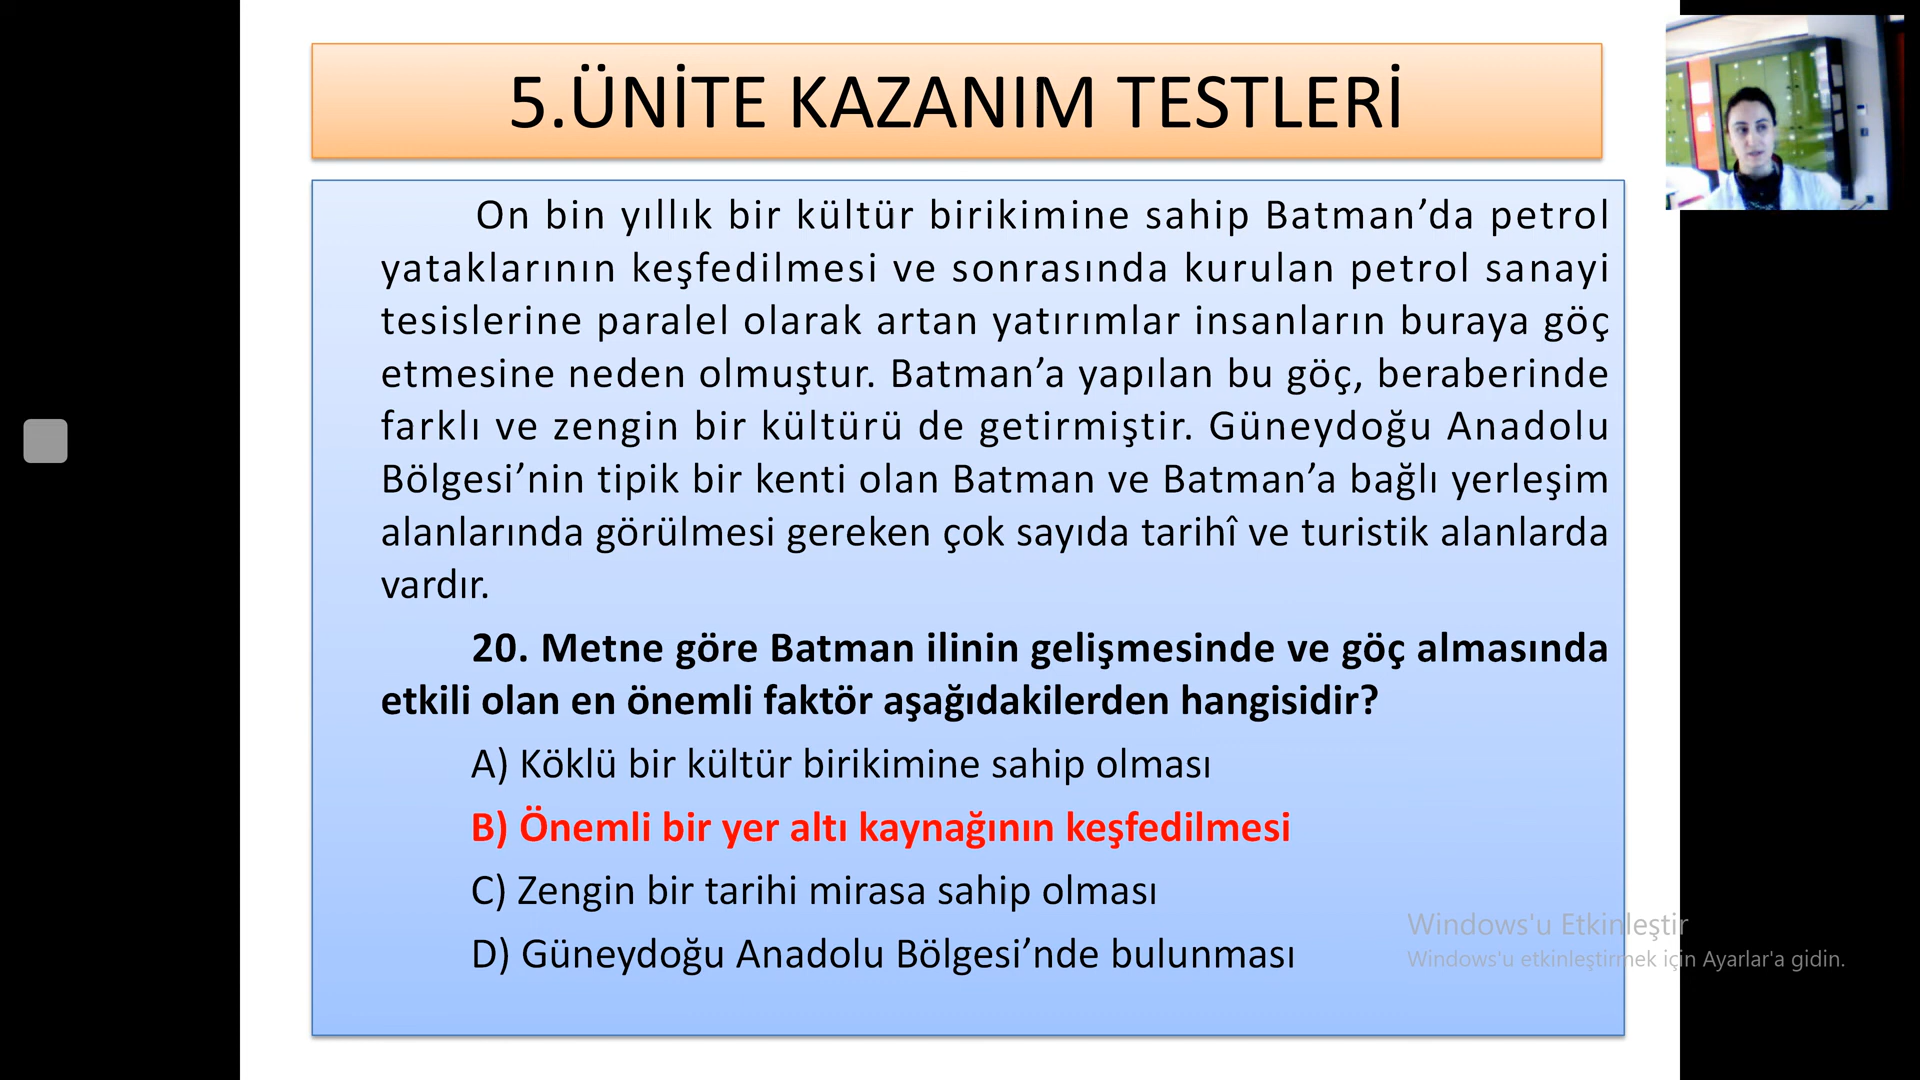 5.ÜNİTE KAZANIM TESTLERİ
On bin yıllık bir kültür birikimine sahip Batman’da petrol
yataklarının keşfedilmesi ve sonrasında kurulan petrol sanayi
tesislerine paralel olarak artan yatırımlar insanların buraya göç
etmesine neden olmuştur. Batman’a yapılan bu göç, beraberinde
farklı ve zengin bir kültürü de getirmiştir. Güneydoğu Anadolu
Bölgesi’nin tipik bir kenti olan Batman ve Batman’a bağlı yerleşim
alanlarında görülmesi gereken çok sayıda tarihî ve turistik alanlarda
vardır.
20. Metne göre Batman ilinin gelişmesinde ve göç almasında
etkili olan en önemli faktör aşağıdakilerden hangisidir?
A) Köklü bir kültür birikimine sahip olması
B) Önemli bir yer altı kaynağının keşfedilmesi
C) Zengin bir tarihi mirasa sahip olması
D) Güneydoğu Anadolu Bölgesi’nde bulunması
Windows'u Etkinleştir
Windows'u etkinleştirmek için Ayarlar'a gidin.